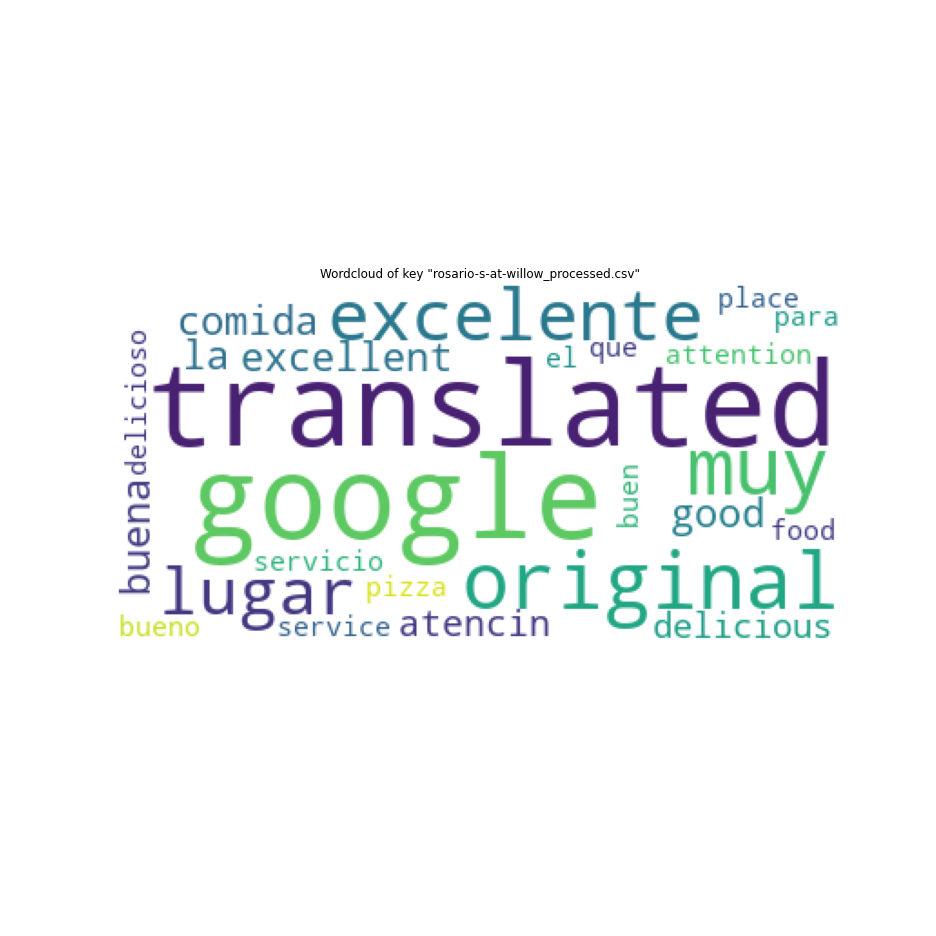 Wordcloud of key "rosario-s-at-willow_processed.csv"
comida excelente place
para
la excellent el que attention
delicioso
translated
google
muy
buena
buen
good
food
servicio
lugar pizza original
bueno service atencin delicious